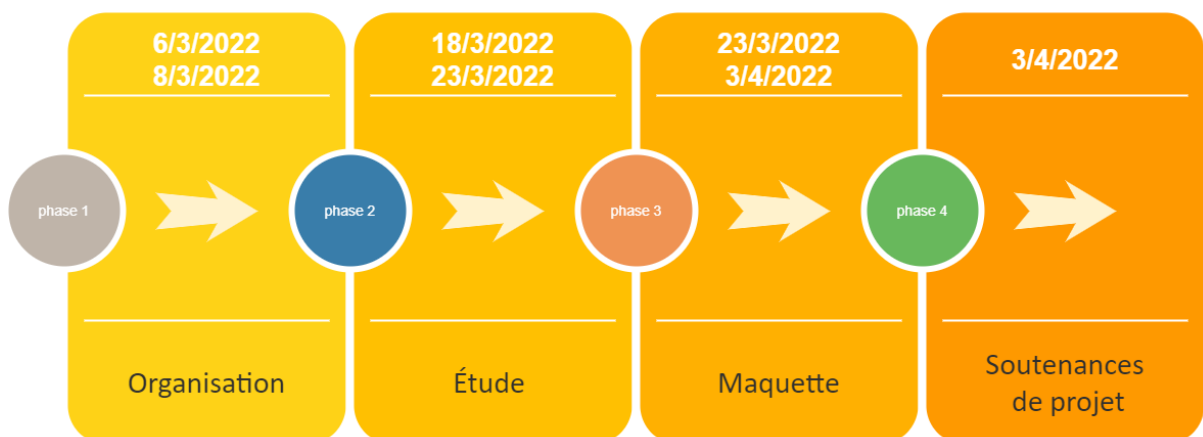 6/3/2022
8/3/2022
18/3/2022
23/3/2022
23/3/2022
3/4/2022
3/4/2022
phase 1
phase 2
phase 3
phase 4
Organisation
Étude
Maquette
Soutenances
de projet